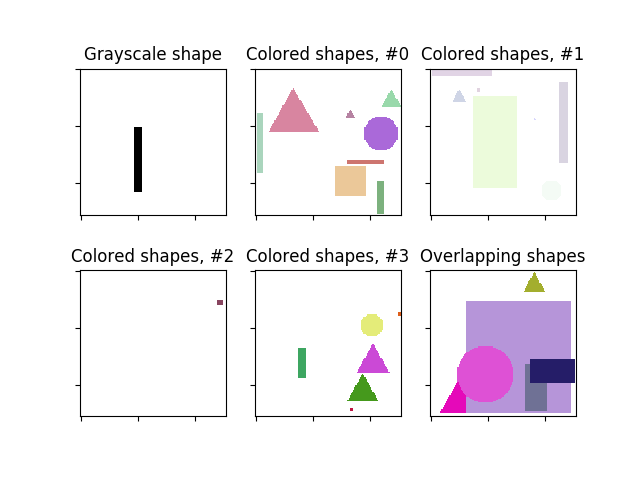 Grayscale shape
Colored shapes, #0
Colored shapes, #1
Colored shapes, #2
Colored shapes, #3
Overlapping shapes